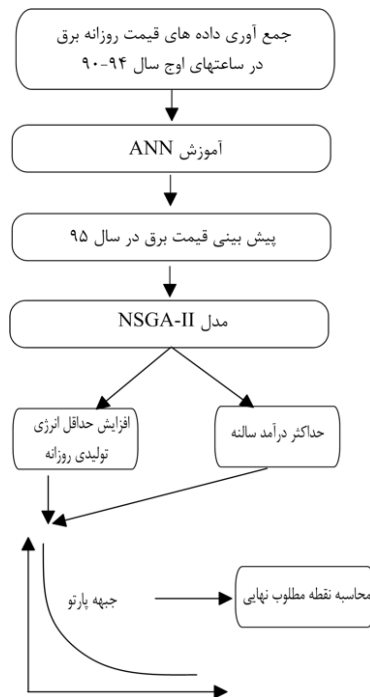 جمع آوری داده های قیمت روزانه برق
در ساعتهای اوج سال ۹۴-۹۰
آموزش ANN
پیش بینی قیمت برق در سال ۹۵
مدل NSGA-II
حداکثر درآمد سالنه
افزایش حداقل انرژی
تولیدی روزانه
جبهه پارتو
محاسبه نقطه مطلوب نهایی